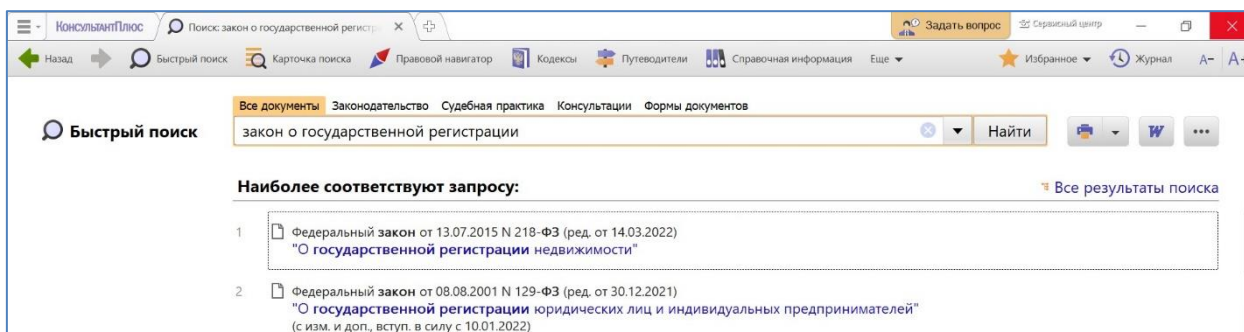 КонсультантПлюс Поиск: закон о государственной регистр Задать вопрос Сервисный центр
Назад Быстрый поиск Карточка поиска Правовой навигатор Кодексы Путеводители Справочная информация Еще Избранное Журнал А− А+
Все документы Законодательство Судебная практика Консультации Формы документов
Быстрый поиск закон о государственной регистрации Найти W ...
Наиболее соответствуют запросу: Все результаты поиска
1 Федеральный закон от 13.07.2015 N 218-ФЗ (ред. от 14.03.2022)
"О государственной регистрации недвижимости"
2 Федеральный закон от 08.08.2001 N 129-ФЗ (ред. от 30.12.2021)
"О государственной регистрации юридических лиц и индивидуальных предпринимателей"
(с изм. и доп., вступ. в силу с 10.01.2022)